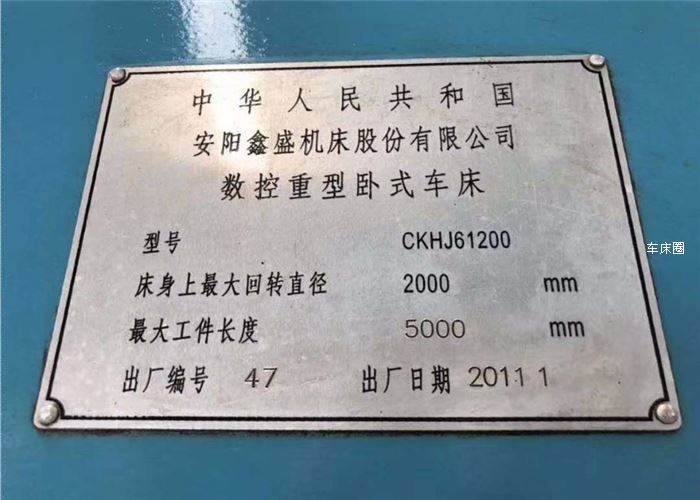 中华人民共和国
安阳鑫盛机床股份有限公司
数控重型卧式车床
型号 CKHJ61200
床身上最大回转直径 2000 mm
最大工件长度 5000 mm
出厂编号 47 出厂日期 2011 1
车床圈